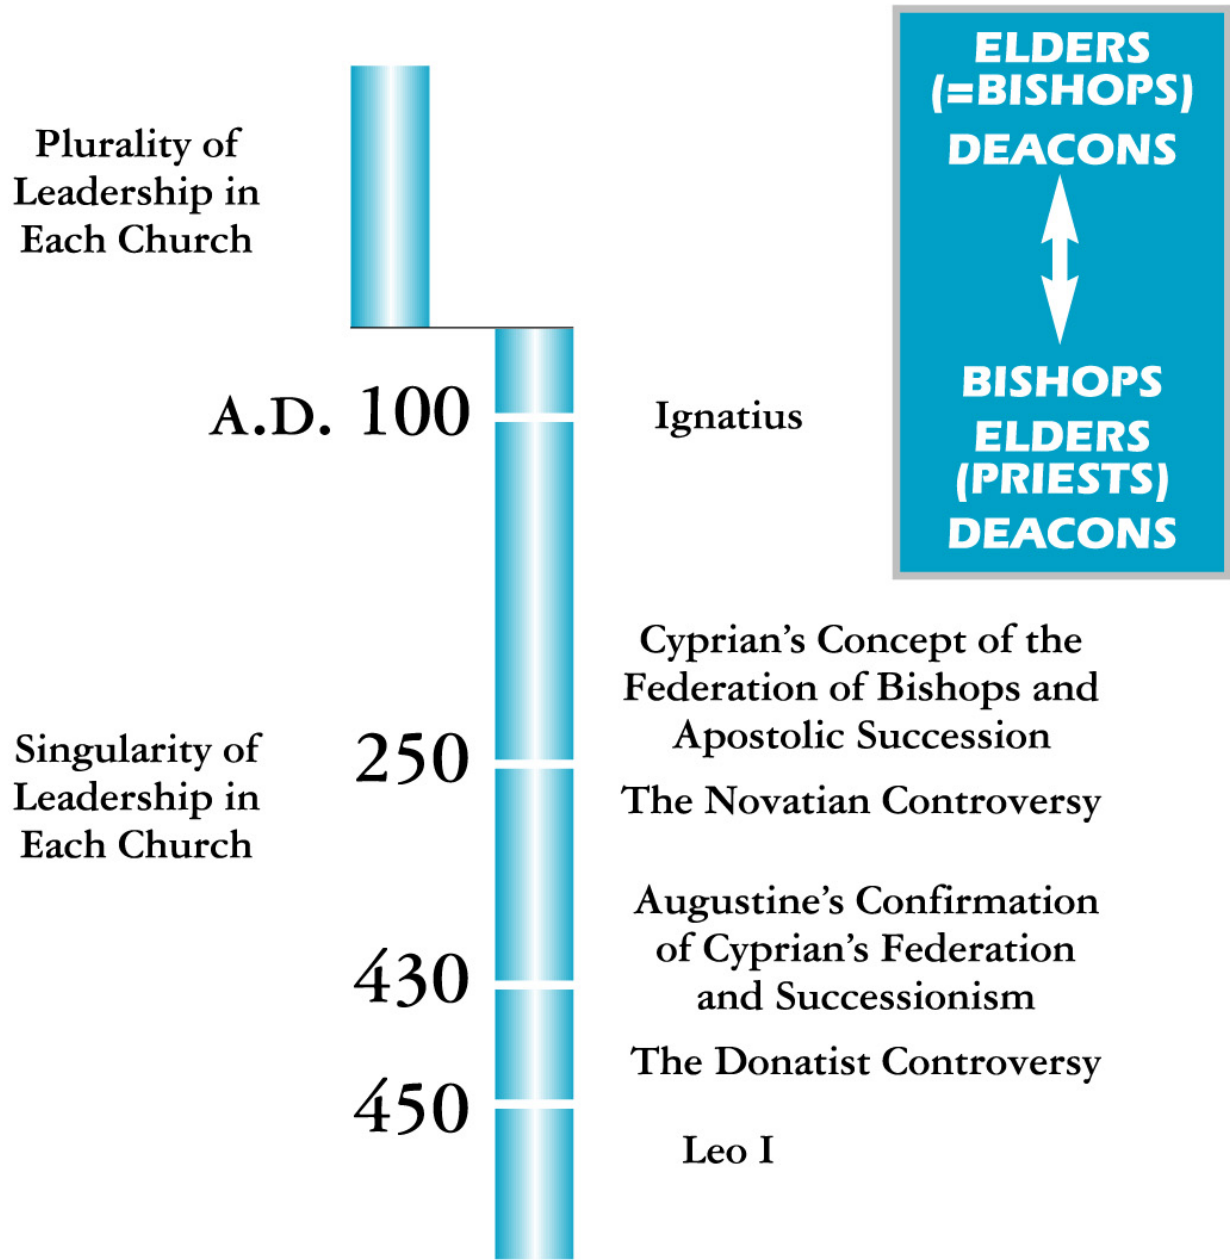 Plurality of
Leadership in
Each Church
ELDERS
(=BISHOPS)
DEACONS
BISHOPS
ELDERS
(PRIESTS)
DEACONS
A.D. 100
Ignatius
Singularity of
Leadership in
Each Church
250
Cyprian’s Concept of the
Federation of Bishops and
Apostolic Succession
The Novatian Controversy
430
Augustine’s Confirmation
of Cyprian’s Federation
and Successionism
The Donatist Controversy
450
Leo I